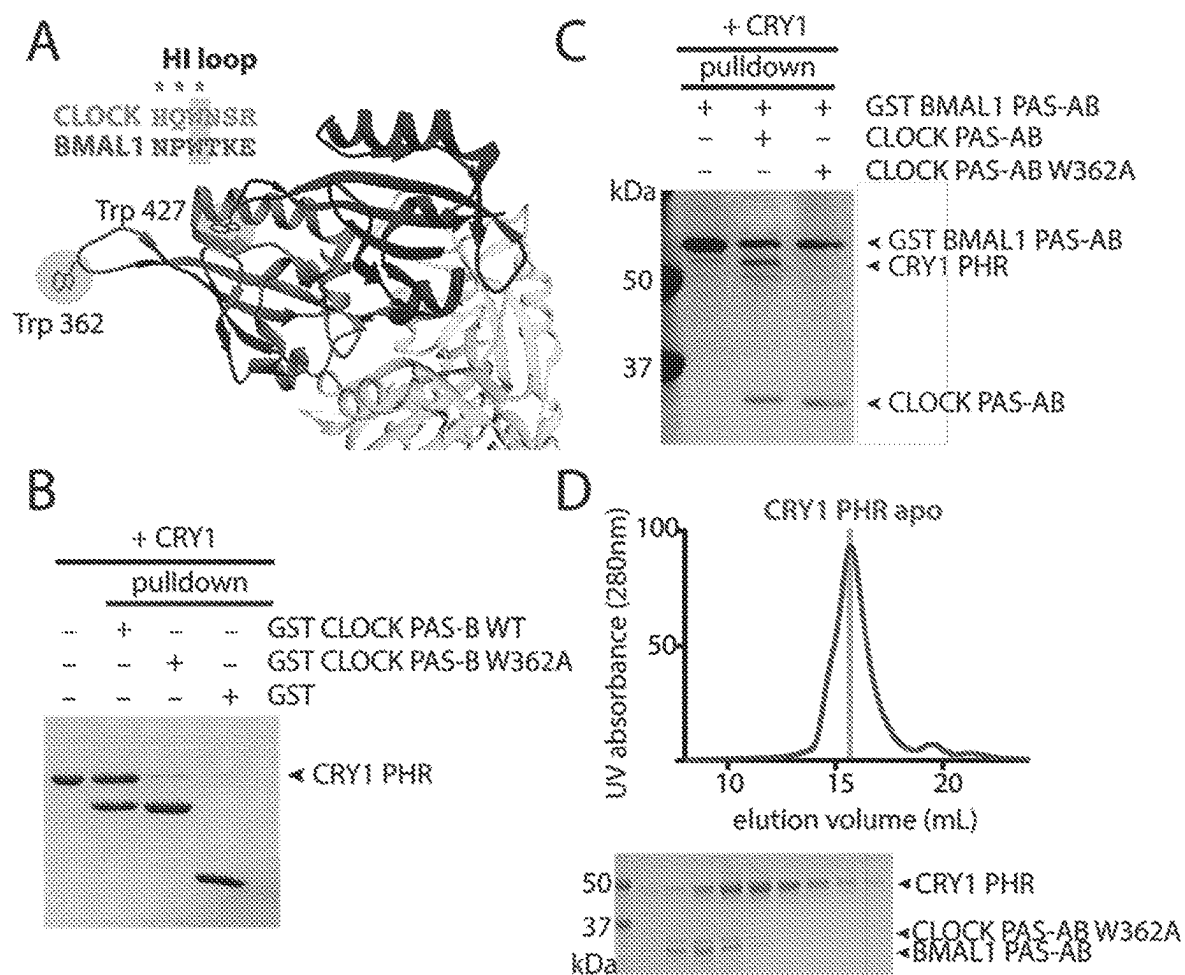 A
HI loop
* * *
CLOCK HQWNSR
BMAL1 NPWTKE
Trp 427
Trp 362
B
+ CRY1
pulldown
– + – – GST CLOCK PAS-B WT
– – + – GST CLOCK PAS-B W362A
– – – + GST
CRY1 PHR
C
+ CRY1
pulldown
+ + + GST BMAL1 PAS-AB
– + – CLOCK PAS-AB
– – + CLOCK PAS-AB W362A
kDa
GST BMAL1 PAS-AB
CRY1 PHR
50
37
CLOCK PAS-AB
D
CRY1 PHR apo
UV absorbance (280nm)
100
50
10 15 20
elution volume (mL)
50
CRY1 PHR
37
CLOCK PAS-AB W362A
BMAL1 PAS-AB
kDa